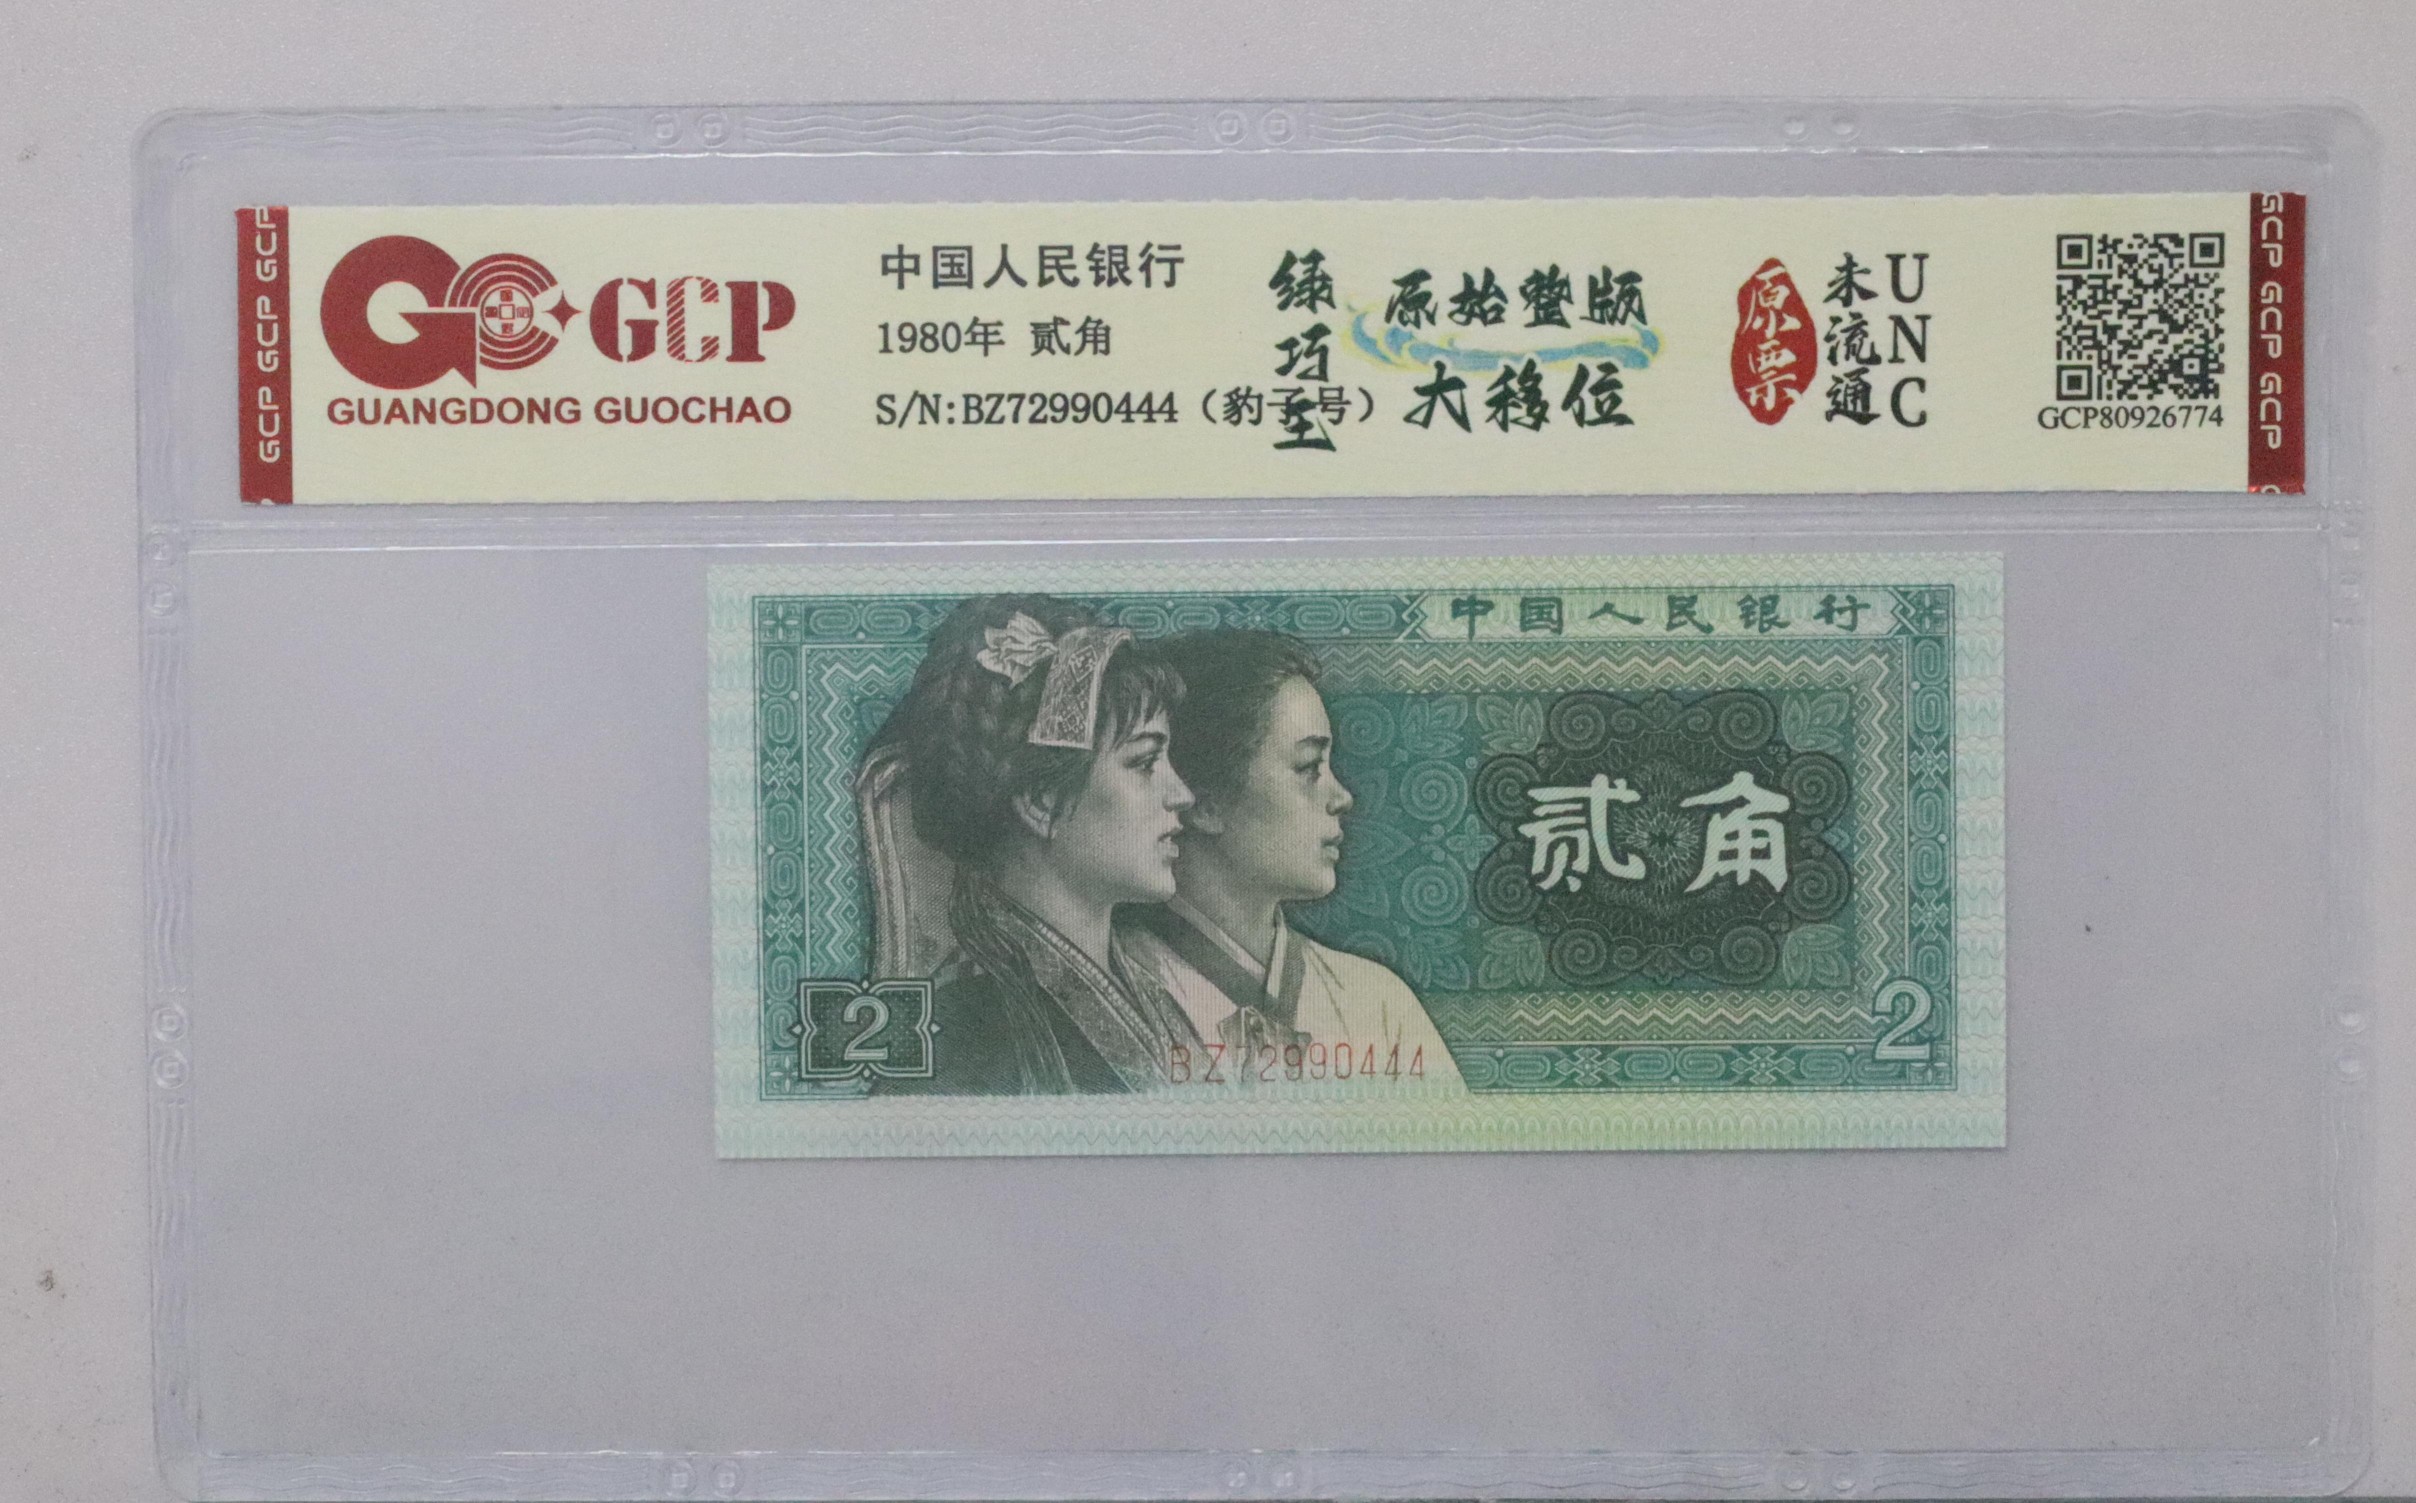 GCP GCP GCP
GCP
GUANGDONG GUOCHAO
中国人民银行
1980年 贰角
S/N:BZ72990444（豹子号）
绿巧玉
原始整版
大移位
原票
未流通
UNC
GCP80926774
GCP GCP GCP
中国人民银行
贰角
2
2
BZ72990444